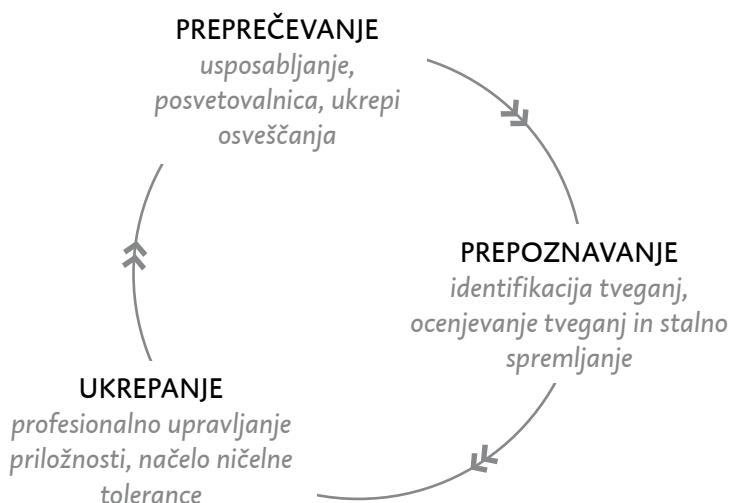 PREPREČEVANJE
usposabljanje,
posvetovalnica, ukrepi
osveščanja
PREPOZNAVANJE
identifikacija tveganj,
ocenjevanje tveganj in stalno
spremljanje
UKREPANJE
profesionalno upravljanje
priložnosti, načelo ničelne
tolerance